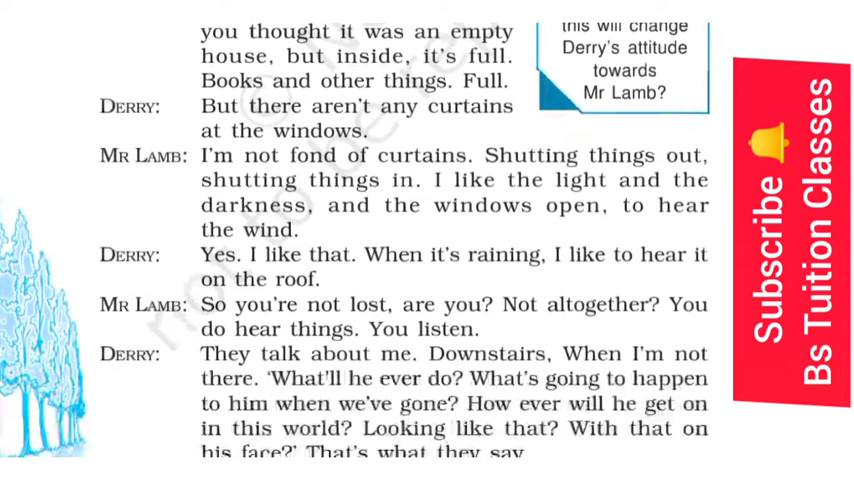 you thought it was an empty
house, but inside, it's full.
Books and other things. Full.
DERRY: But there aren't any curtains
at the windows.
MR LAMB: I'm not fond of curtains. Shutting things out,
shutting things in. I like the light and the
darkness, and the windows open, to hear
the wind.
DERRY: Yes. I like that. When it's raining, I like to hear it
on the roof.
MR LAMB: So you're not lost, are you? Not altogether? You
do hear things. You listen.
DERRY: They talk about me. Downstairs, When I'm not
there. 'What'll he ever do? What's going to happen
to him when we've gone? How ever will he get on
in this world? Looking like that? With that on
his face?' That's what they say
this will change
Derry's attitude
towards
Mr Lamb?
not to be rep
Subscribe
Bs Tuition Classes